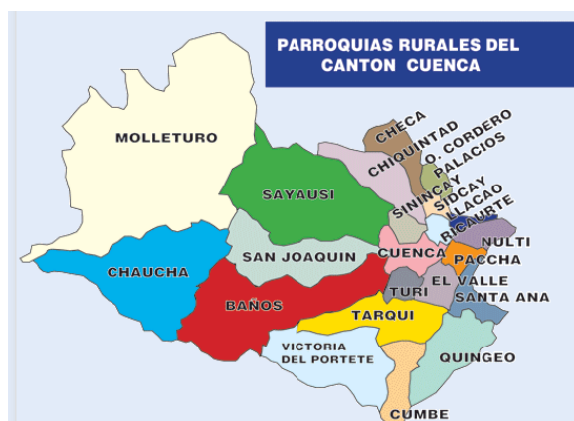 PARROQUIAS RURALES DEL
CANTON CUENCA
MOLLETURO
CHECA
CHIQUINTAD
O. CORDERO
PALACIOS
SAYAUSI
SININCAY
SIDCAY
LLACAO
RICAURTE
NULTI
SAN JOAQUIN
CUENCA
PACCHA
CHAUCHA
EL VALLE
TURI
SANTA ANA
BAÑOS
TARQUI
VICTORIA
DEL PORTETE
QUINGEO
CUMBE